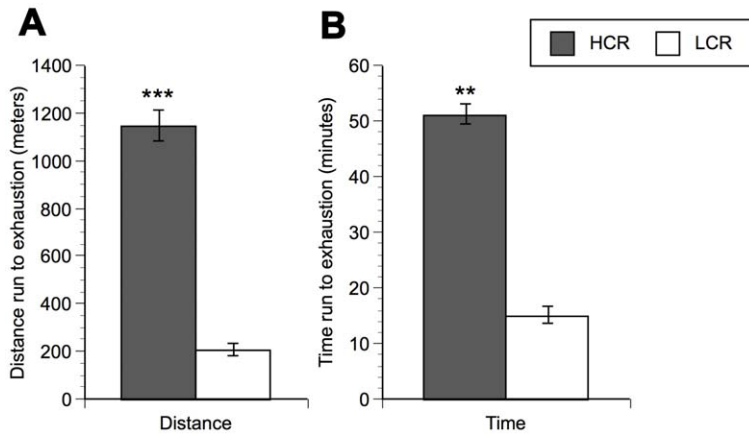 A
B
HCR
LCR
Distance run to exhaustion (meters)
1400
1200
1000
800
600
400
200
0
***
Distance
Time run to exhaustion (minutes)
60
50
40
30
20
10
0
**
Time